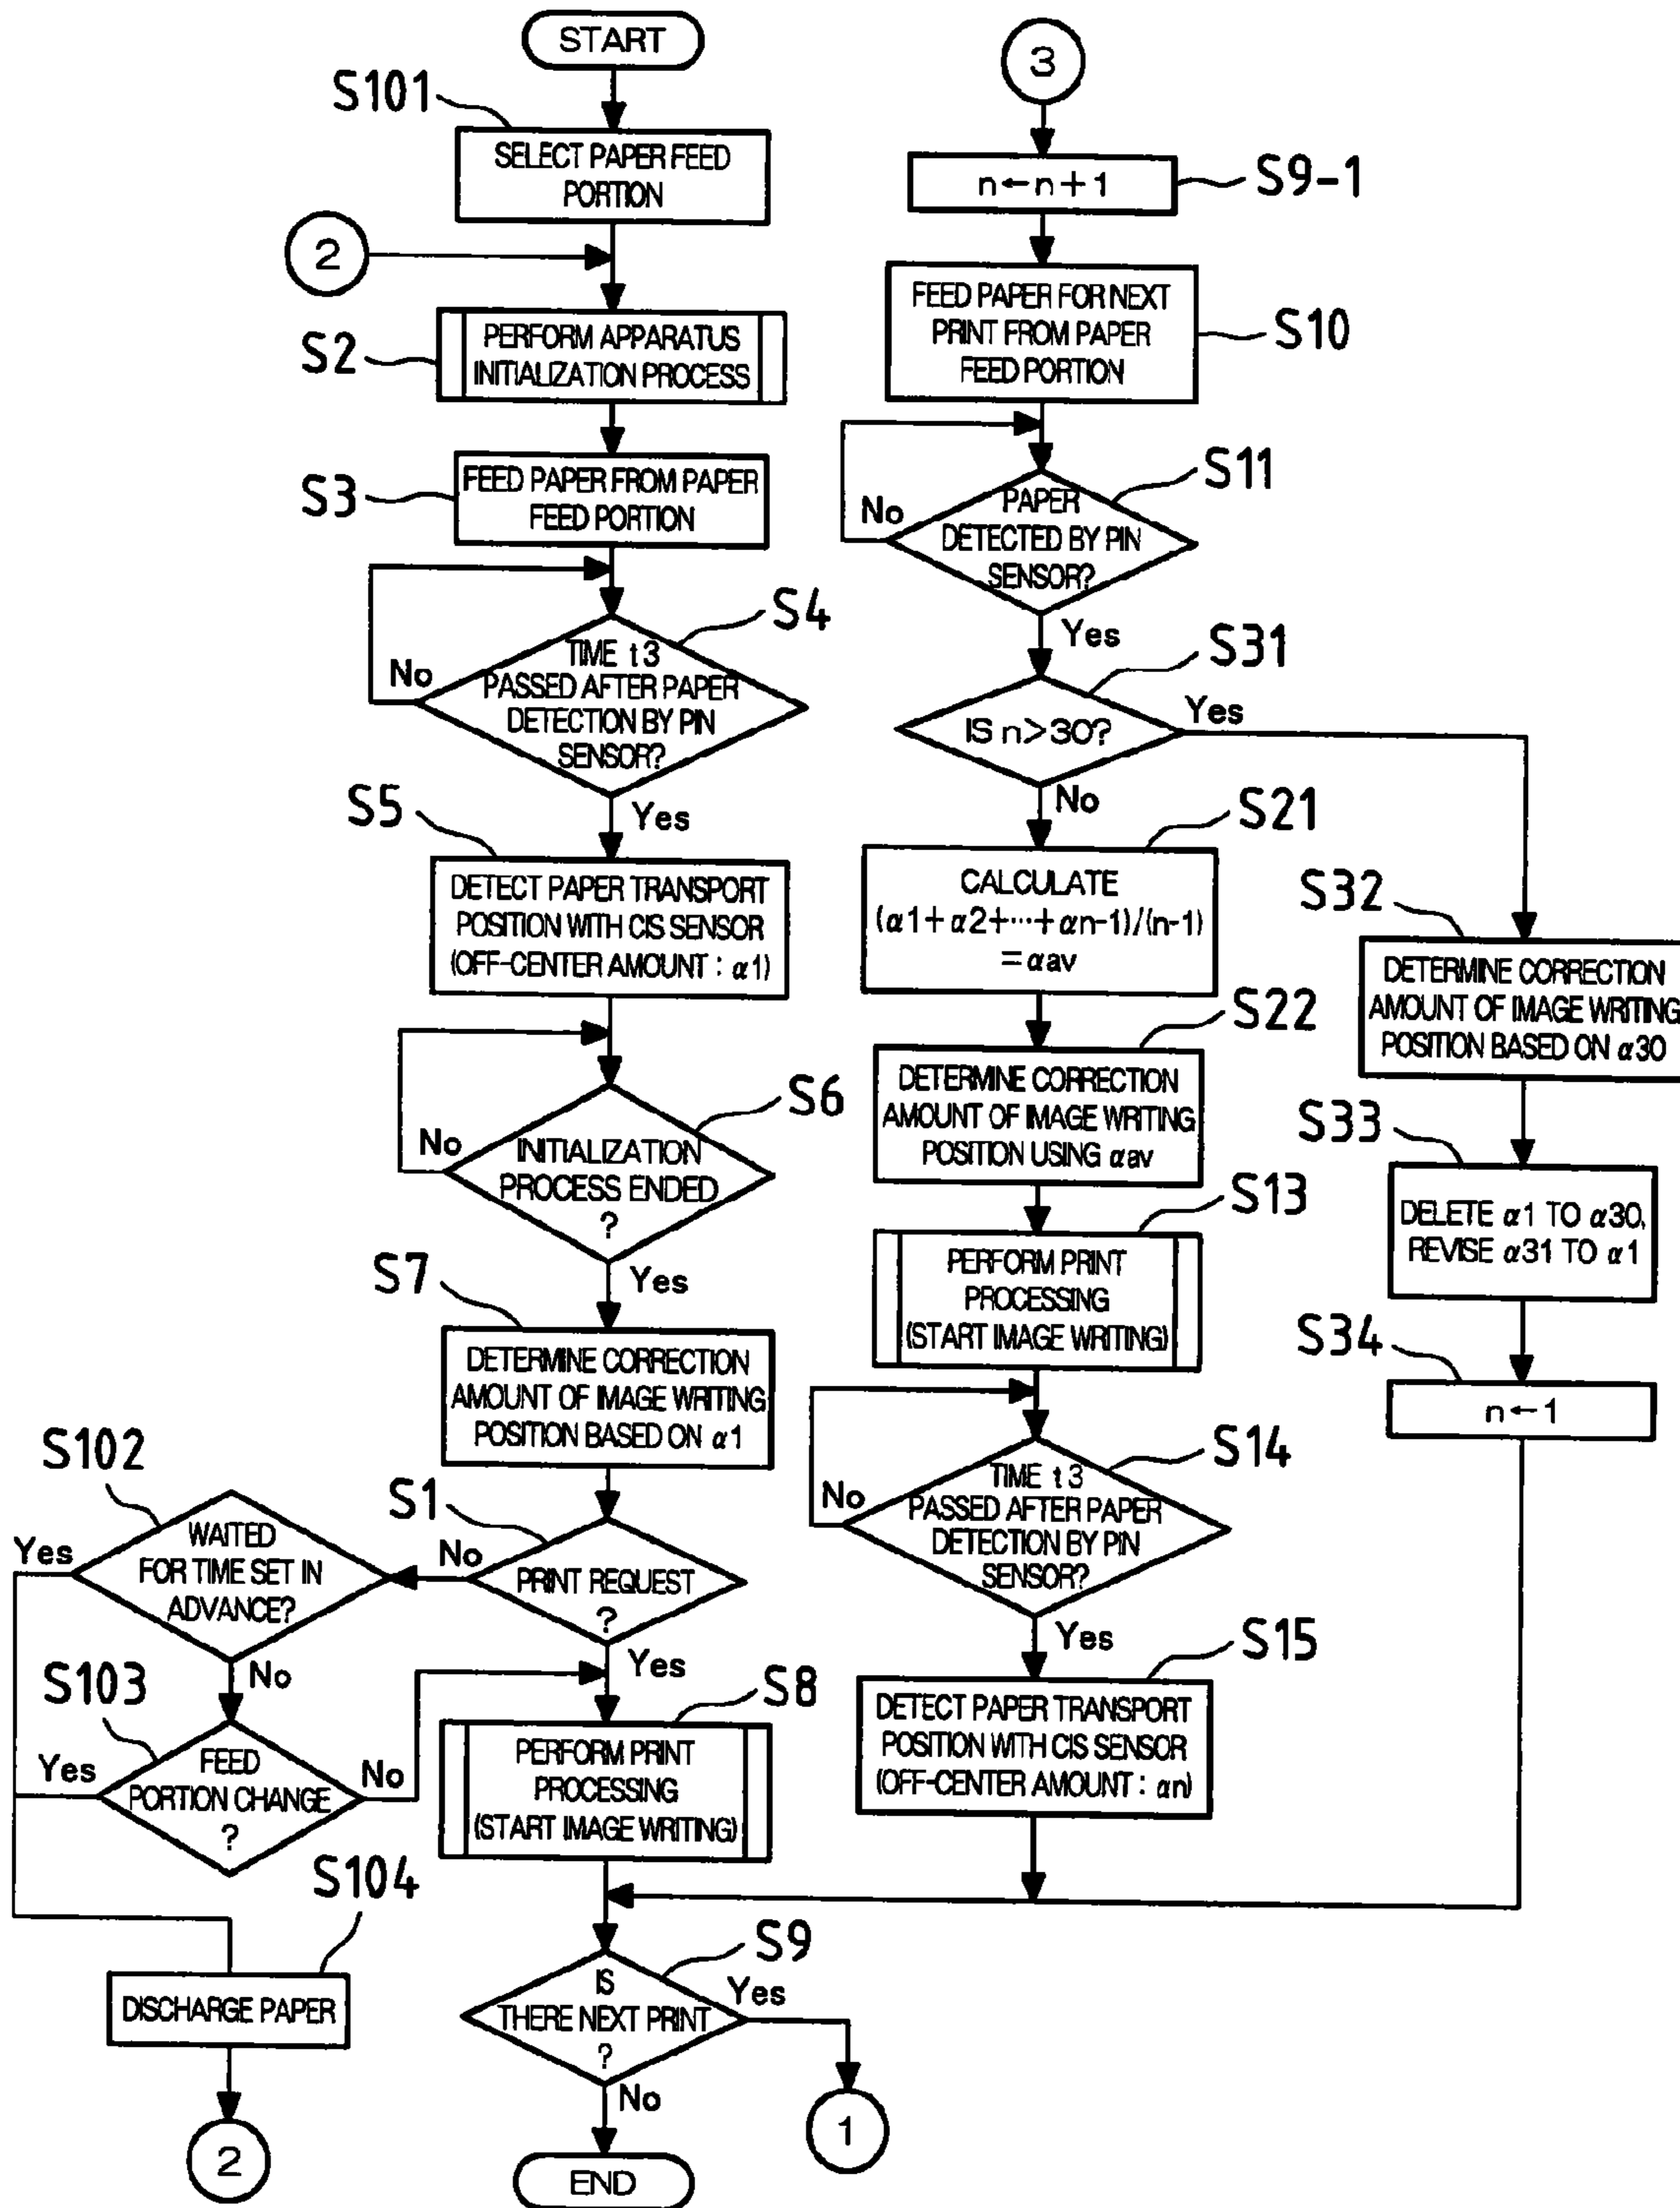 START
S101
SELECT PAPER FEED
PORTION
2
S2
PERFORM APPARATUS
INITIALIZATION PROCESS
S3
FEED PAPER FROM PAPER
FEED PORTION
S4
TIME t3
PASSED AFTER PAPER
DETECTION BY PIN
SENSOR?
No
Yes
S5
DETECT PAPER TRANSPORT
POSITION WITH CIS SENSOR
(OFF-CENTER AMOUNT : α1)
S6
INITIALIZATION
PROCESS ENDED
?
No
Yes
S7
DETERMINE CORRECTION
AMOUNT OF IMAGE WRITING
POSITION BASED ON α1
S1
PRINT REQUEST
?
No
Yes
S102
WAITED
FOR TIME SET IN
ADVANCE?
Yes
No
S103
FEED
PORTION CHANGE
?
Yes
No
S104
DISCHARGE PAPER
2
S8
PERFORM PRINT
PROCESSING
(START IMAGE WRITING)
S9
IS
THERE NEXT PRINT
?
Yes
No
1
END
3
n←n+1
S9-1
FEED PAPER FOR NEXT
PRINT FROM PAPER
FEED PORTION
S10
S11
PAPER
DETECTED BY PIN
SENSOR?
No
Yes
S31
IS n>30?
Yes
No
S21
CALCULATE
(α1+α2+···+αn-1)/(n-1)
=αav
S22
DETERMINE CORRECTION
AMOUNT OF IMAGE WRITING
POSITION USING αav
S13
PERFORM PRINT
PROCESSING
(START IMAGE WRITING)
S14
TIME t3
PASSED AFTER PAPER
DETECTION BY PIN
SENSOR?
No
Yes
S15
DETECT PAPER TRANSPORT
POSITION WITH CIS SENSOR
(OFF-CENTER AMOUNT : αn)
S32
DETERMINE CORRECTION
AMOUNT OF IMAGE WRITING
POSITION BASED ON α30
S33
DELETE α1 TO α30,
REVISE α31 TO α1
S34
n←1